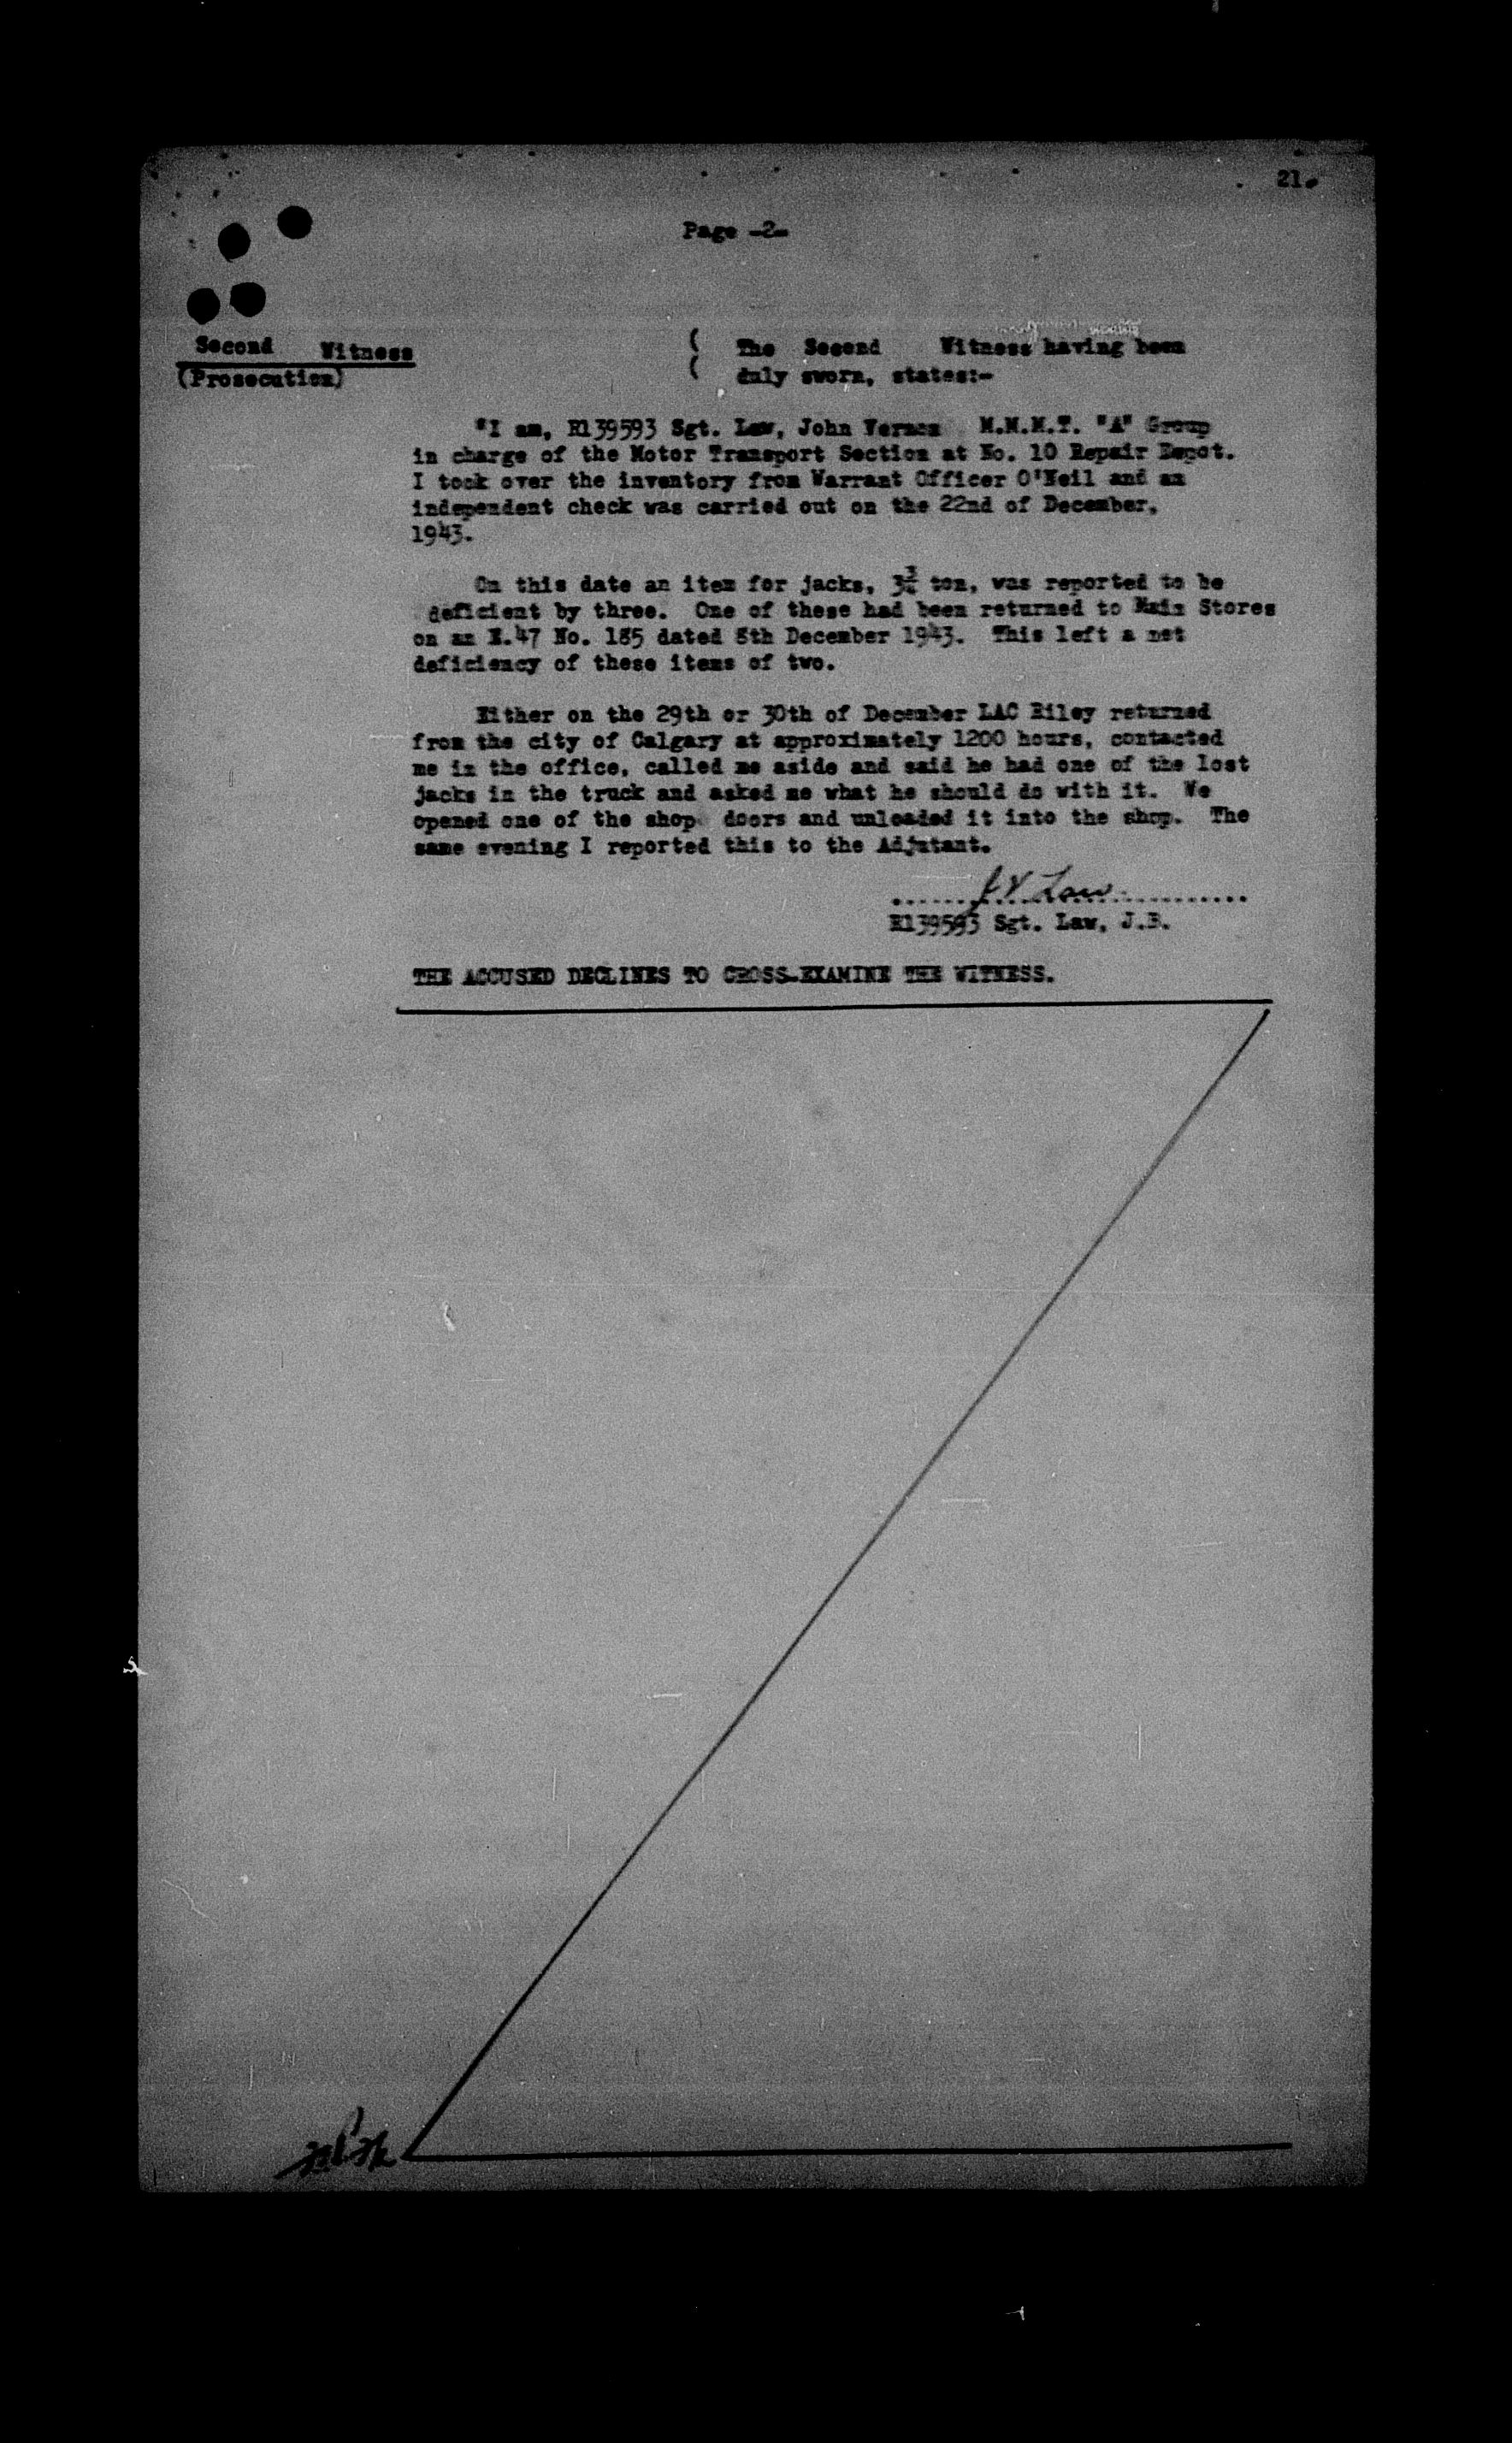 21.
Page -2-
Second Witness
(Prosecution)
( The Second Witness having been
( duly sworn, states:-
"I am, R139593 Sgt. Law, John Vernon M.M.M.T. "A" Group
in charge of the Motor Transport Section at No. 10 Repair Depot.
I took over the inventory from Warrant Officer O'Neil and an
independent check was carried out on the 22nd of December,
1943.
On this date an item for jacks, 3¾ ton, was reported to be
deficient by three. One of these had been returned to Main Stores
on an E.47 No. 185 dated 8th December 1943. This left a net
deficiency of these items of two.
Either on the 29th or 30th of December LAC Riley returned
from the city of Calgary at approximately 1200 hours, contacted
me in the office, called me aside and said he had one of the lost
jacks in the truck and asked me what he should do with it. We
opened one of the shop doors and unloaded it into the shop. The
same evening I reported this to the Adjutant.
J V Law
R139593 Sgt. Law, J.B.
THE ACCUSED DECLINES TO CROSS-EXAMINE THE WITNESS.